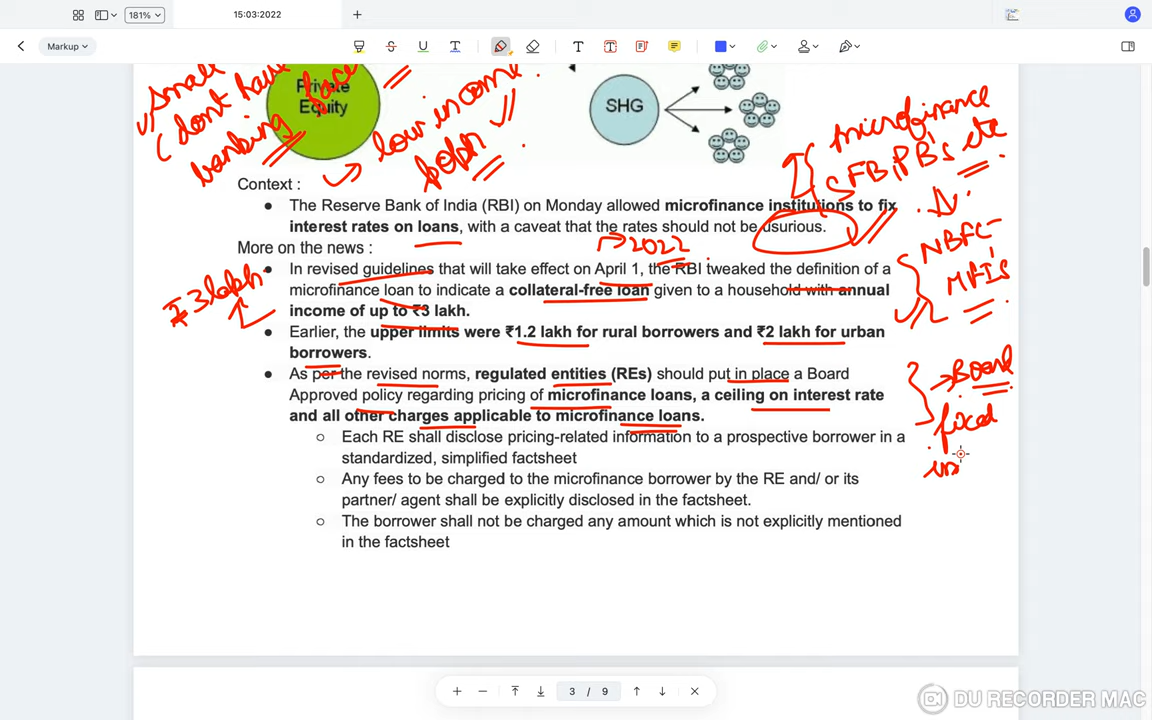 181%
15:03:2022
Markup
small
(dont have
banking
Private
Equity
low income
popln
SHG
microfinance
SFB, PBs etc
Context :
The Reserve Bank of India (RBI) on Monday allowed microfinance institutions to fix
interest rates on loans, with a caveat that the rates should not be usurious.
More on the news :
2022
NBFC-
MFIs
In revised guidelines that will take effect on April 1, the RBI tweaked the definition of a
microfinance loan to indicate a collateral-free loan given to a household with annual
income of up to ₹3 lakh.
₹3lakh
Earlier, the upper limits were ₹1.2 lakh for rural borrowers and ₹2 lakh for urban
borrowers.
As per the revised norms, regulated entities (REs) should put in place a Board
Approved policy regarding pricing of microfinance loans, a ceiling on interest rate
and all other charges applicable to microfinance loans.
Board
fixed
Each RE shall disclose pricing-related information to a prospective borrower in a
standardized, simplified factsheet
Any fees to be charged to the microfinance borrower by the RE and/ or its
partner/ agent shall be explicitly disclosed in the factsheet.
The borrower shall not be charged any amount which is not explicitly mentioned
in the factsheet
3 / 9
DU RECORDER MAC